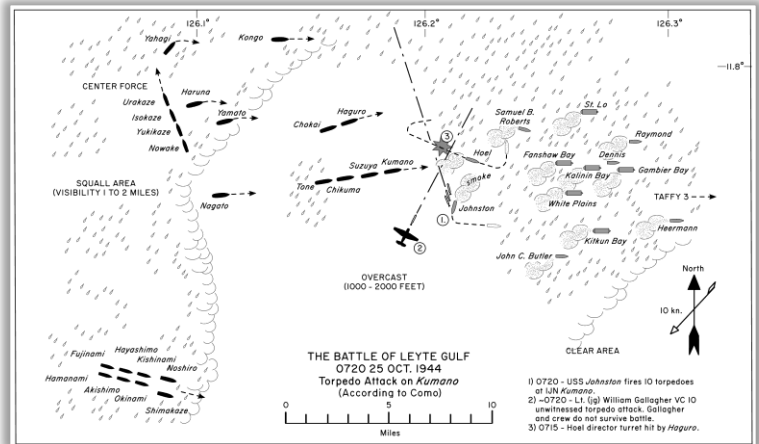 126.1°
126.2°
126.3°
11.8°
Yahagi
Kongo
CENTER FORCE
Haruna
Urakaze
Isokaze
Yamato
Yukikaze
Nowake
Chokai
Haguro
Samuel B.
Roberts
St. Lo
Raymond
③
Hoel
Fanshaw Bay
Dennis
Kalinin Bay
Gambier Bay
Suzuya
Kumano
Tone
Chikuma
smoke
SQUALL AREA
(VISIBILITY 1 TO 2 MILES)
Nagato
White Plains
TAFFY 3
Johnston
①
②
Heermann
Kitkun Bay
John C. Butler
OVERCAST
(1000 - 2000 FEET)
North
10 kn.
CLEAR AREA
Fujinami
Hayashimo
Kishinami
Noshiro
Hamanami
Akishimo
Okinami
Shimakaze
THE BATTLE OF LEYTE GULF
0720 25 OCT. 1944
Torpedo Attack on Kumano
(According to Como)
0
5
10
Miles
1) 0720 - USS Johnston fires 10 torpedoes
at IJN Kumano.
2) ~0720 - Lt. (jg) William Gallagher VC 10
unwitnessed torpedo attack. Gallagher
and crew do not survive battle.
3) 0715 - Hoel director turret hit by Haguro.